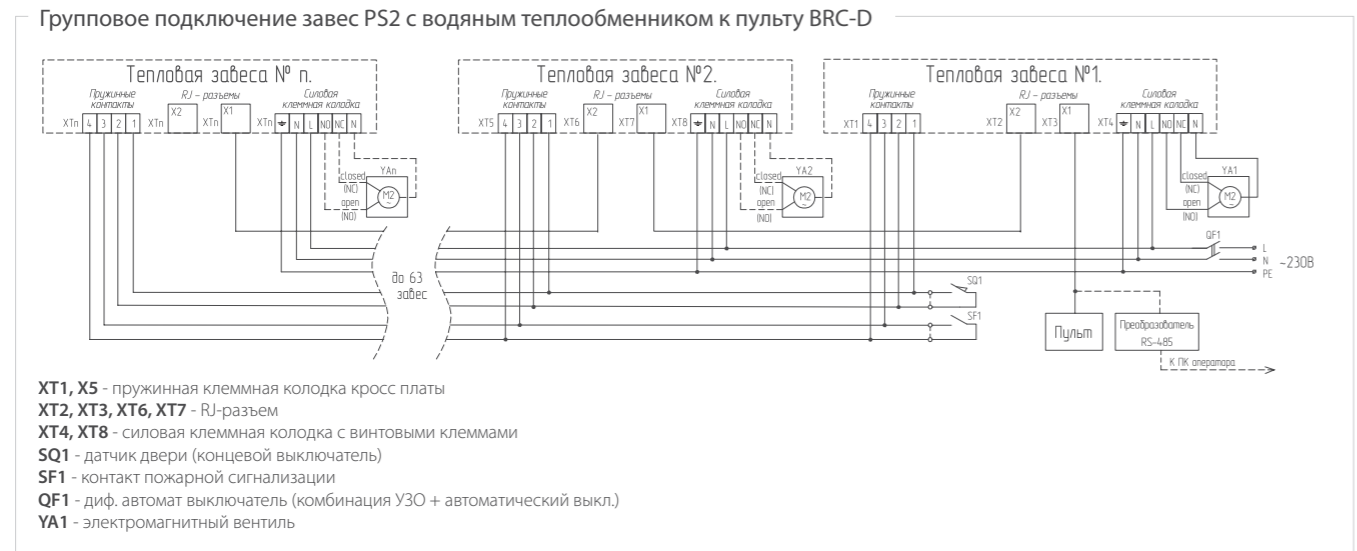 Групповое подключение завес PS2 с водяным теплообменником к пульту BRC-D
Тепловая завеса № n.
Пружинные контакты
RJ – разъемы
Силовая клеммная колодка
XTn 4 3 2 1
XTn X2
XTn X1
XTn N L NO NC N
closed (NC)
open (NO)
YAn
M2 ~
Тепловая завеса №2.
Пружинные контакты
RJ – разъемы
Силовая клеммная колодка
XT5 4 3 2 1
XT6 X2
XT7 X1
XT8 N L NO NC N
closed (NC)
open (NO)
YA2
M2 ~
Тепловая завеса №1.
Пружинные контакты
RJ – разъемы
Силовая клеммная колодка
XT1 4 3 2 1
XT2 X2
XT3 X1
XT4 N L NO NC N
closed (NC)
open (NO)
YA1
M2 ~
QF1
L
N ~230В
PE
до 63
завес
SQ1
SF1
Пульт
Преобразователь
RS-485
К ПК оператора
XT1, X5 - пружинная клеммная колодка кросс платы
XT2, XT3, XT6, XT7 - RJ-разъем
XT4, XT8 - силовая клеммная колодка с винтовыми клеммами
SQ1 - датчик двери (концевой выключатель)
SF1 - контакт пожарной сигнализации
QF1 - диф. автомат выключатель (комбинация УЗО + автоматический выкл.)
YA1 - электромагнитный вентиль